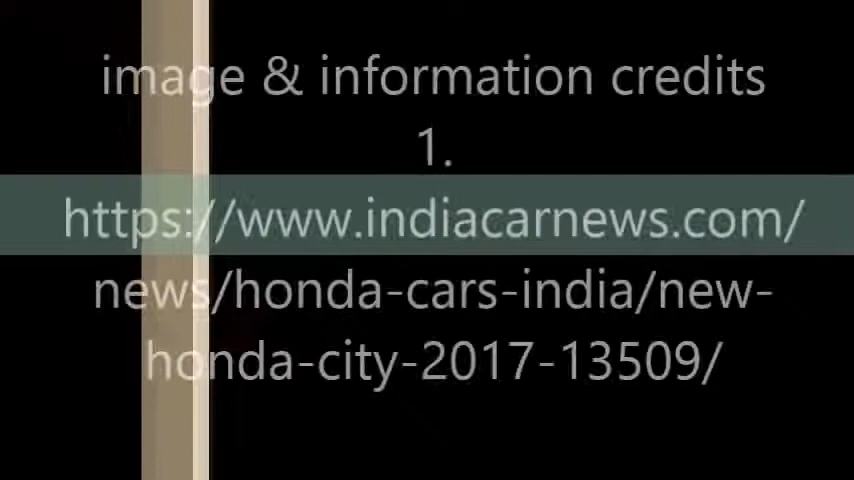 image & information credits
1.
https://www.indiacarnews.com/
news/honda-cars-india/new-
honda-city-2017-13509/